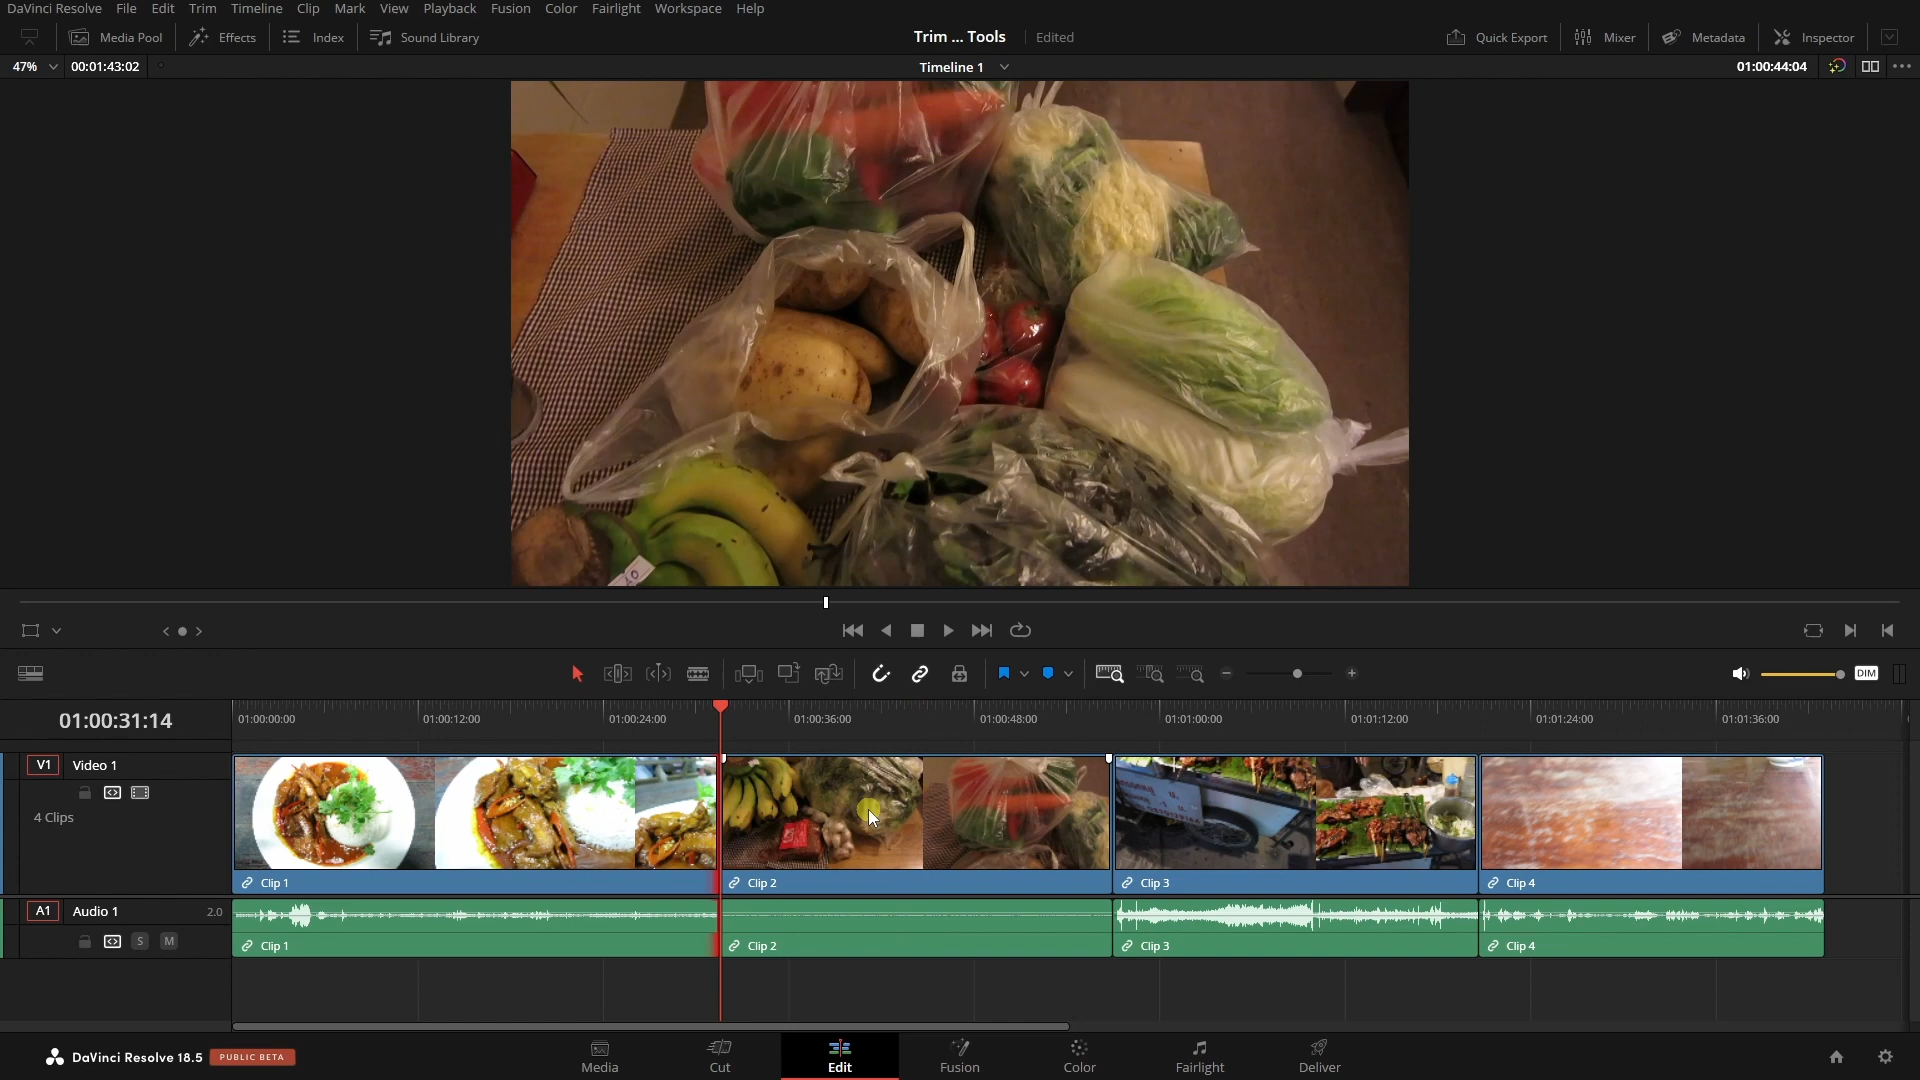 DaVinci Resolve File Edit Trim Timeline Clip Mark View Playback Fusion Color Fairlight Workspace Help
Media Pool Effects Index Sound Library Trim ... Tools Edited Quick Export Mixer Metadata Inspector
47% 00:01:43:02 Timeline 1 01:00:44:04
DIM
01:00:31:14 01:00:00:00 01:00:12:00 01:00:24:00 01:00:36:00 01:00:48:00 01:01:00:00 01:01:12:00 01:01:24:00 01:01:36:00
V1 Video 1
4 Clips
Clip 1 Clip 2 Clip 3 Clip 4
A1 Audio 1 2.0
S M
Clip 1 Clip 2 Clip 3 Clip 4
DaVinci Resolve 18.5 PUBLIC BETA
Media Cut Edit Fusion Color Fairlight Deliver